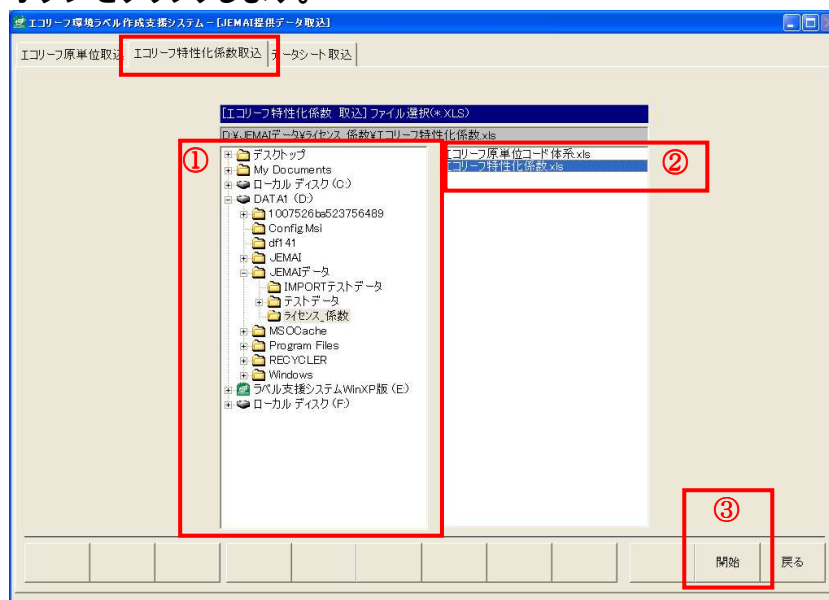 エコリーフ環境ラベル作成支援システム－[JEMAI提供データ取込]
エコリーフ原単位取込
エコリーフ特性化係数取込
データシート取込
[エコリーフ特性化係数 取込] ファイル選択(*.XLS)
D:¥JEMAIデータ¥ライセンス_係数¥エコリーフ特性化係数.xls
①
デスクトップ
My Documents
ローカル ディスク (C:)
DATA1 (D:)
1007526ba523756489
Config.Msi
df141
JEMAI
JEMAIデータ
IMPORTテストデータ
テストデータ
ライセンス_係数
MSOCache
Program Files
RECYCLER
Windows
ラベル支援システムWinXP版 (E:)
ローカル ディスク (F:)
エコリーフ原単位コード体系.xls
エコリーフ特性化係数.xls
②
③
開始
戻る